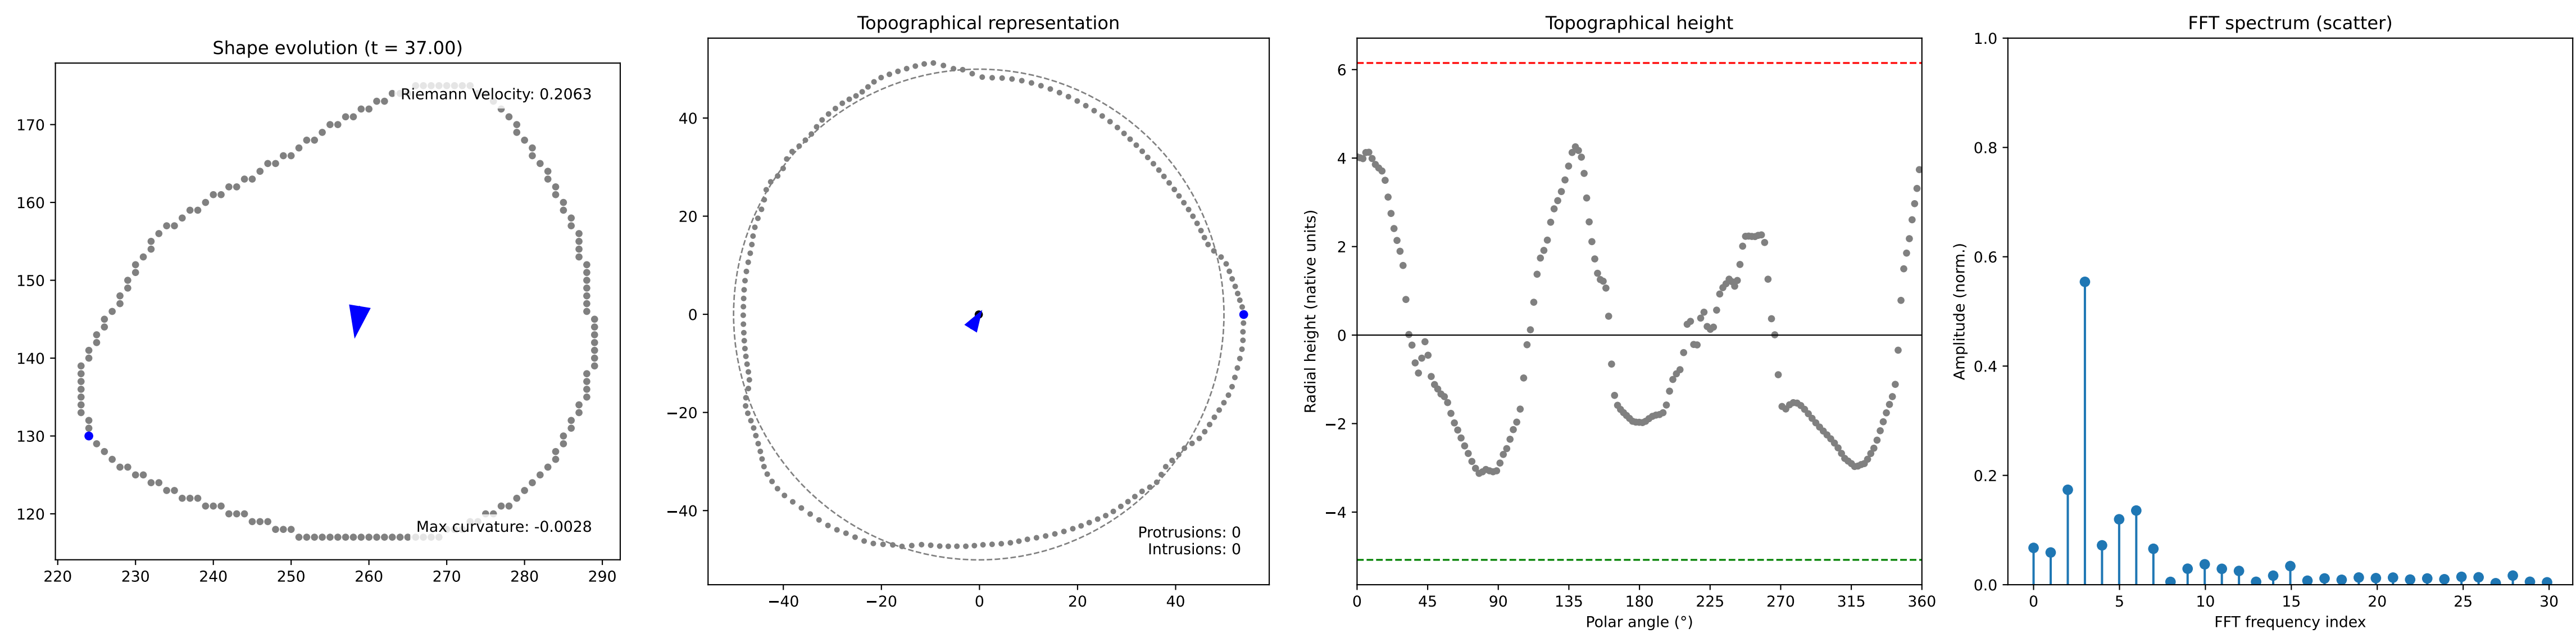 Shape evolution (t = 37.00)
Riemann Velocity: 0.2063
Max curvature: -0.0028
170
160
150
140
130
120
220 230 240 250 260 270 280 290
Topographical representation
40
20
0
−20
−40
Protrusions: 0
Intrusions: 0
−40 −20 0 20 40
Topographical height
Radial height (native units)
6
4
2
0
−2
−4
0 45 90 135 180 225 270 315 360
Polar angle (°)
FFT spectrum (scatter)
Amplitude (norm.)
1.0
0.8
0.6
0.4
0.2
0.0
0 5 10 15 20 25 30
FFT frequency index